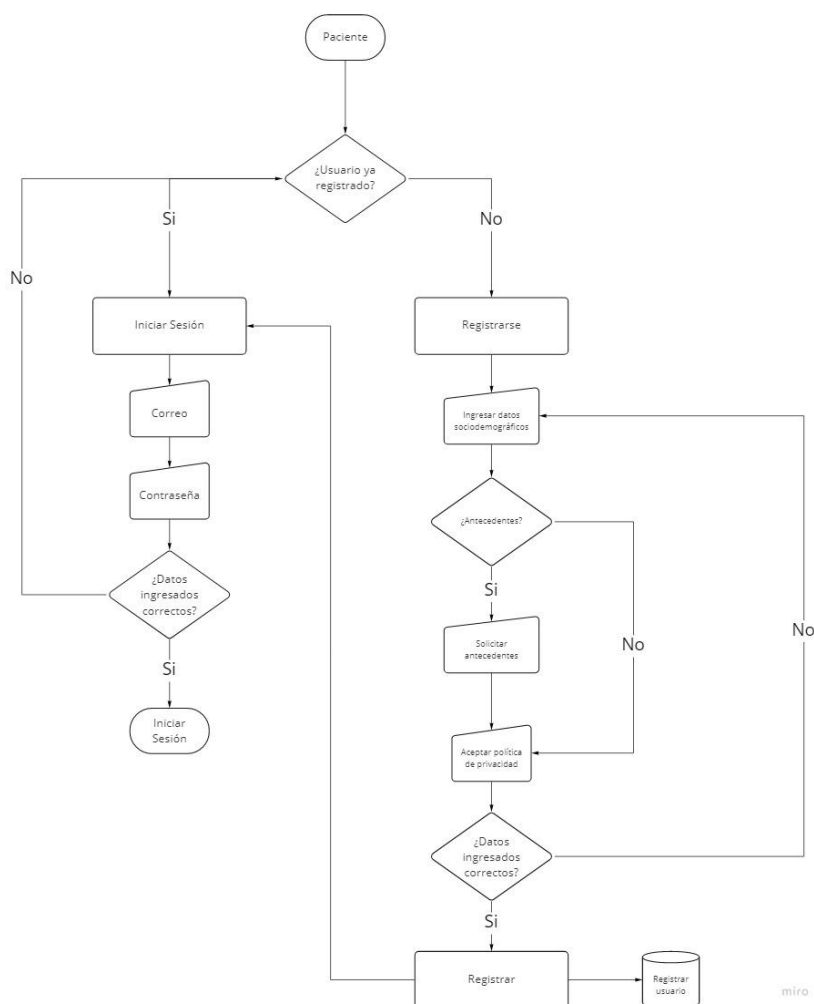 Paciente
¿Usuario ya
registrado?
Si
No
No
Iniciar Sesión
Registrarse
Correo
Ingresar datos
sociodemográficos
Contraseña
¿Antecedentes?
¿Datos
ingresados
correctos?
Si
Solicitar
antecedentes
No
No
Si
Iniciar
Sesión
Aceptar política
de privacidad
¿Datos
ingresados
correctos?
Si
Registrar
Registrar
usuario
miro